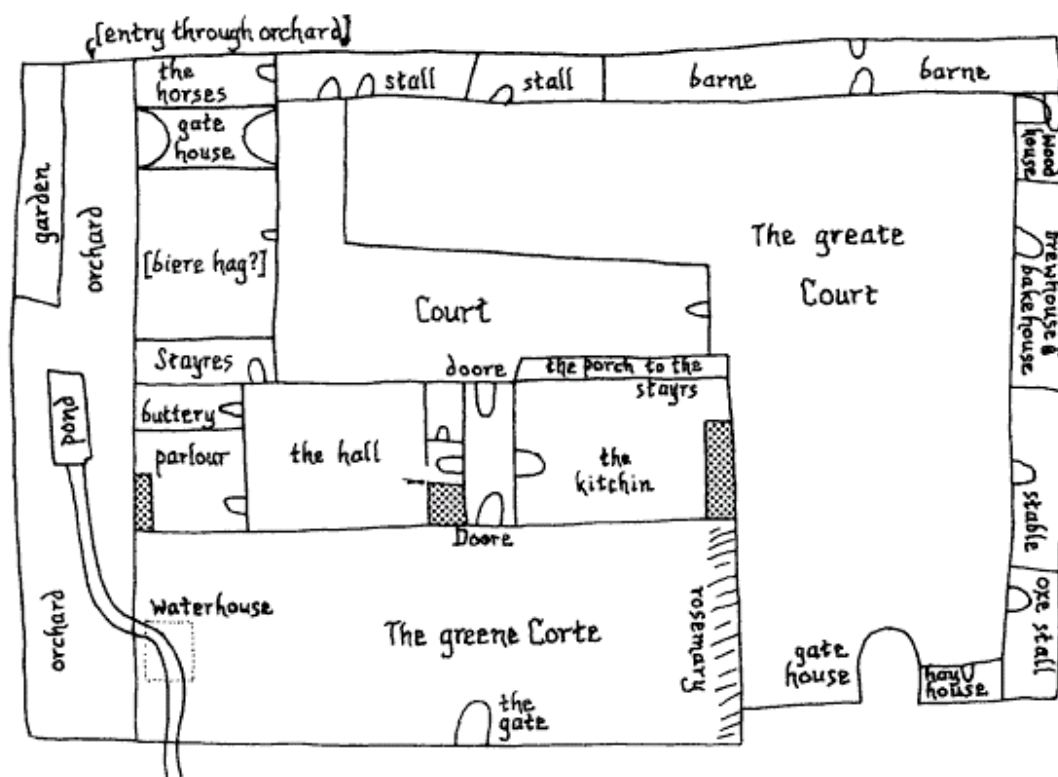 [entry through orchard]
the
horses
stall
stall
barne
barne
gate
house
wood
house
garden
orchard
[biere hag?]
The greate
Court
brewhouse &
bakehouse
Court
Stayres
doore
the porch to the
stayrs
pond
buttery
parlour
the hall
the
kitchin
stable
Doore
orchard
waterhouse
The greene Corte
rosemary
oxe stall
gate
house
hay
house
the
gate